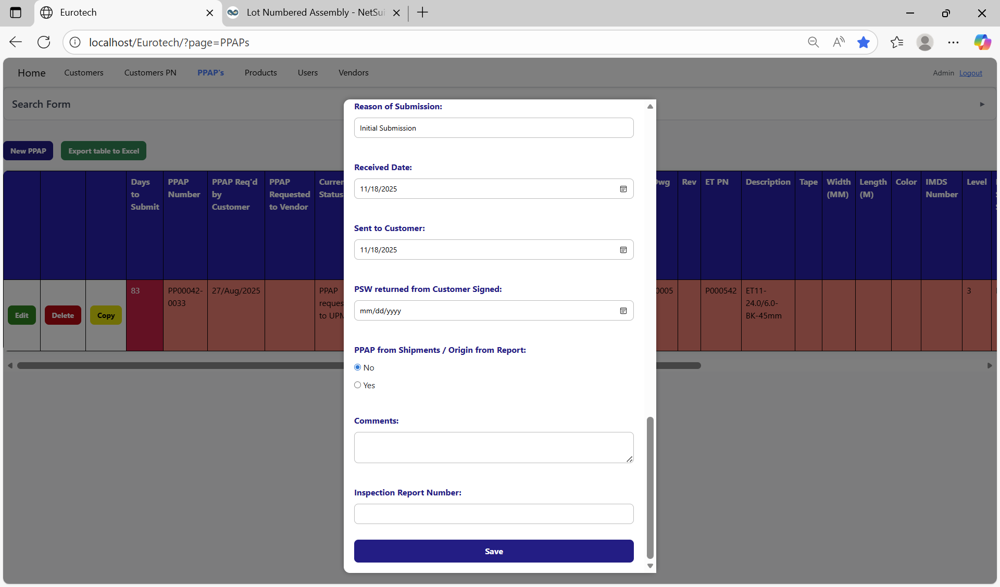 Eurotech
Lot Numbered Assembly - NetSui
localhost/Eurotech/?page=PPAPs
Home Customers Customers PN PPAP's Products Users Vendors Admin Logout
Search Form
New PPAP Export table to Excel
Days to Submit
PPAP Number
PPAP Req'd by Customer
PPAP Requested to Vendor
Status
Rev
ET PN
Description
Tape
Width (MM)
Length (M)
Color
IMDS Number
Level
Edit
Delete
Copy
83
PP00042-0033
27/Aug/2025
PPAP
to
0005
P000542
ET11-
24.0/6.0-
BK-45mm
3
Reason of Submission:
Initial Submission
Received Date:
11/18/2025
Sent to Customer:
11/18/2025
PSW returned from Customer Signed:
mm/dd/yyyy
PPAP from Shipments / Origin from Report:
No
Yes
Comments:
Inspection Report Number:
Save